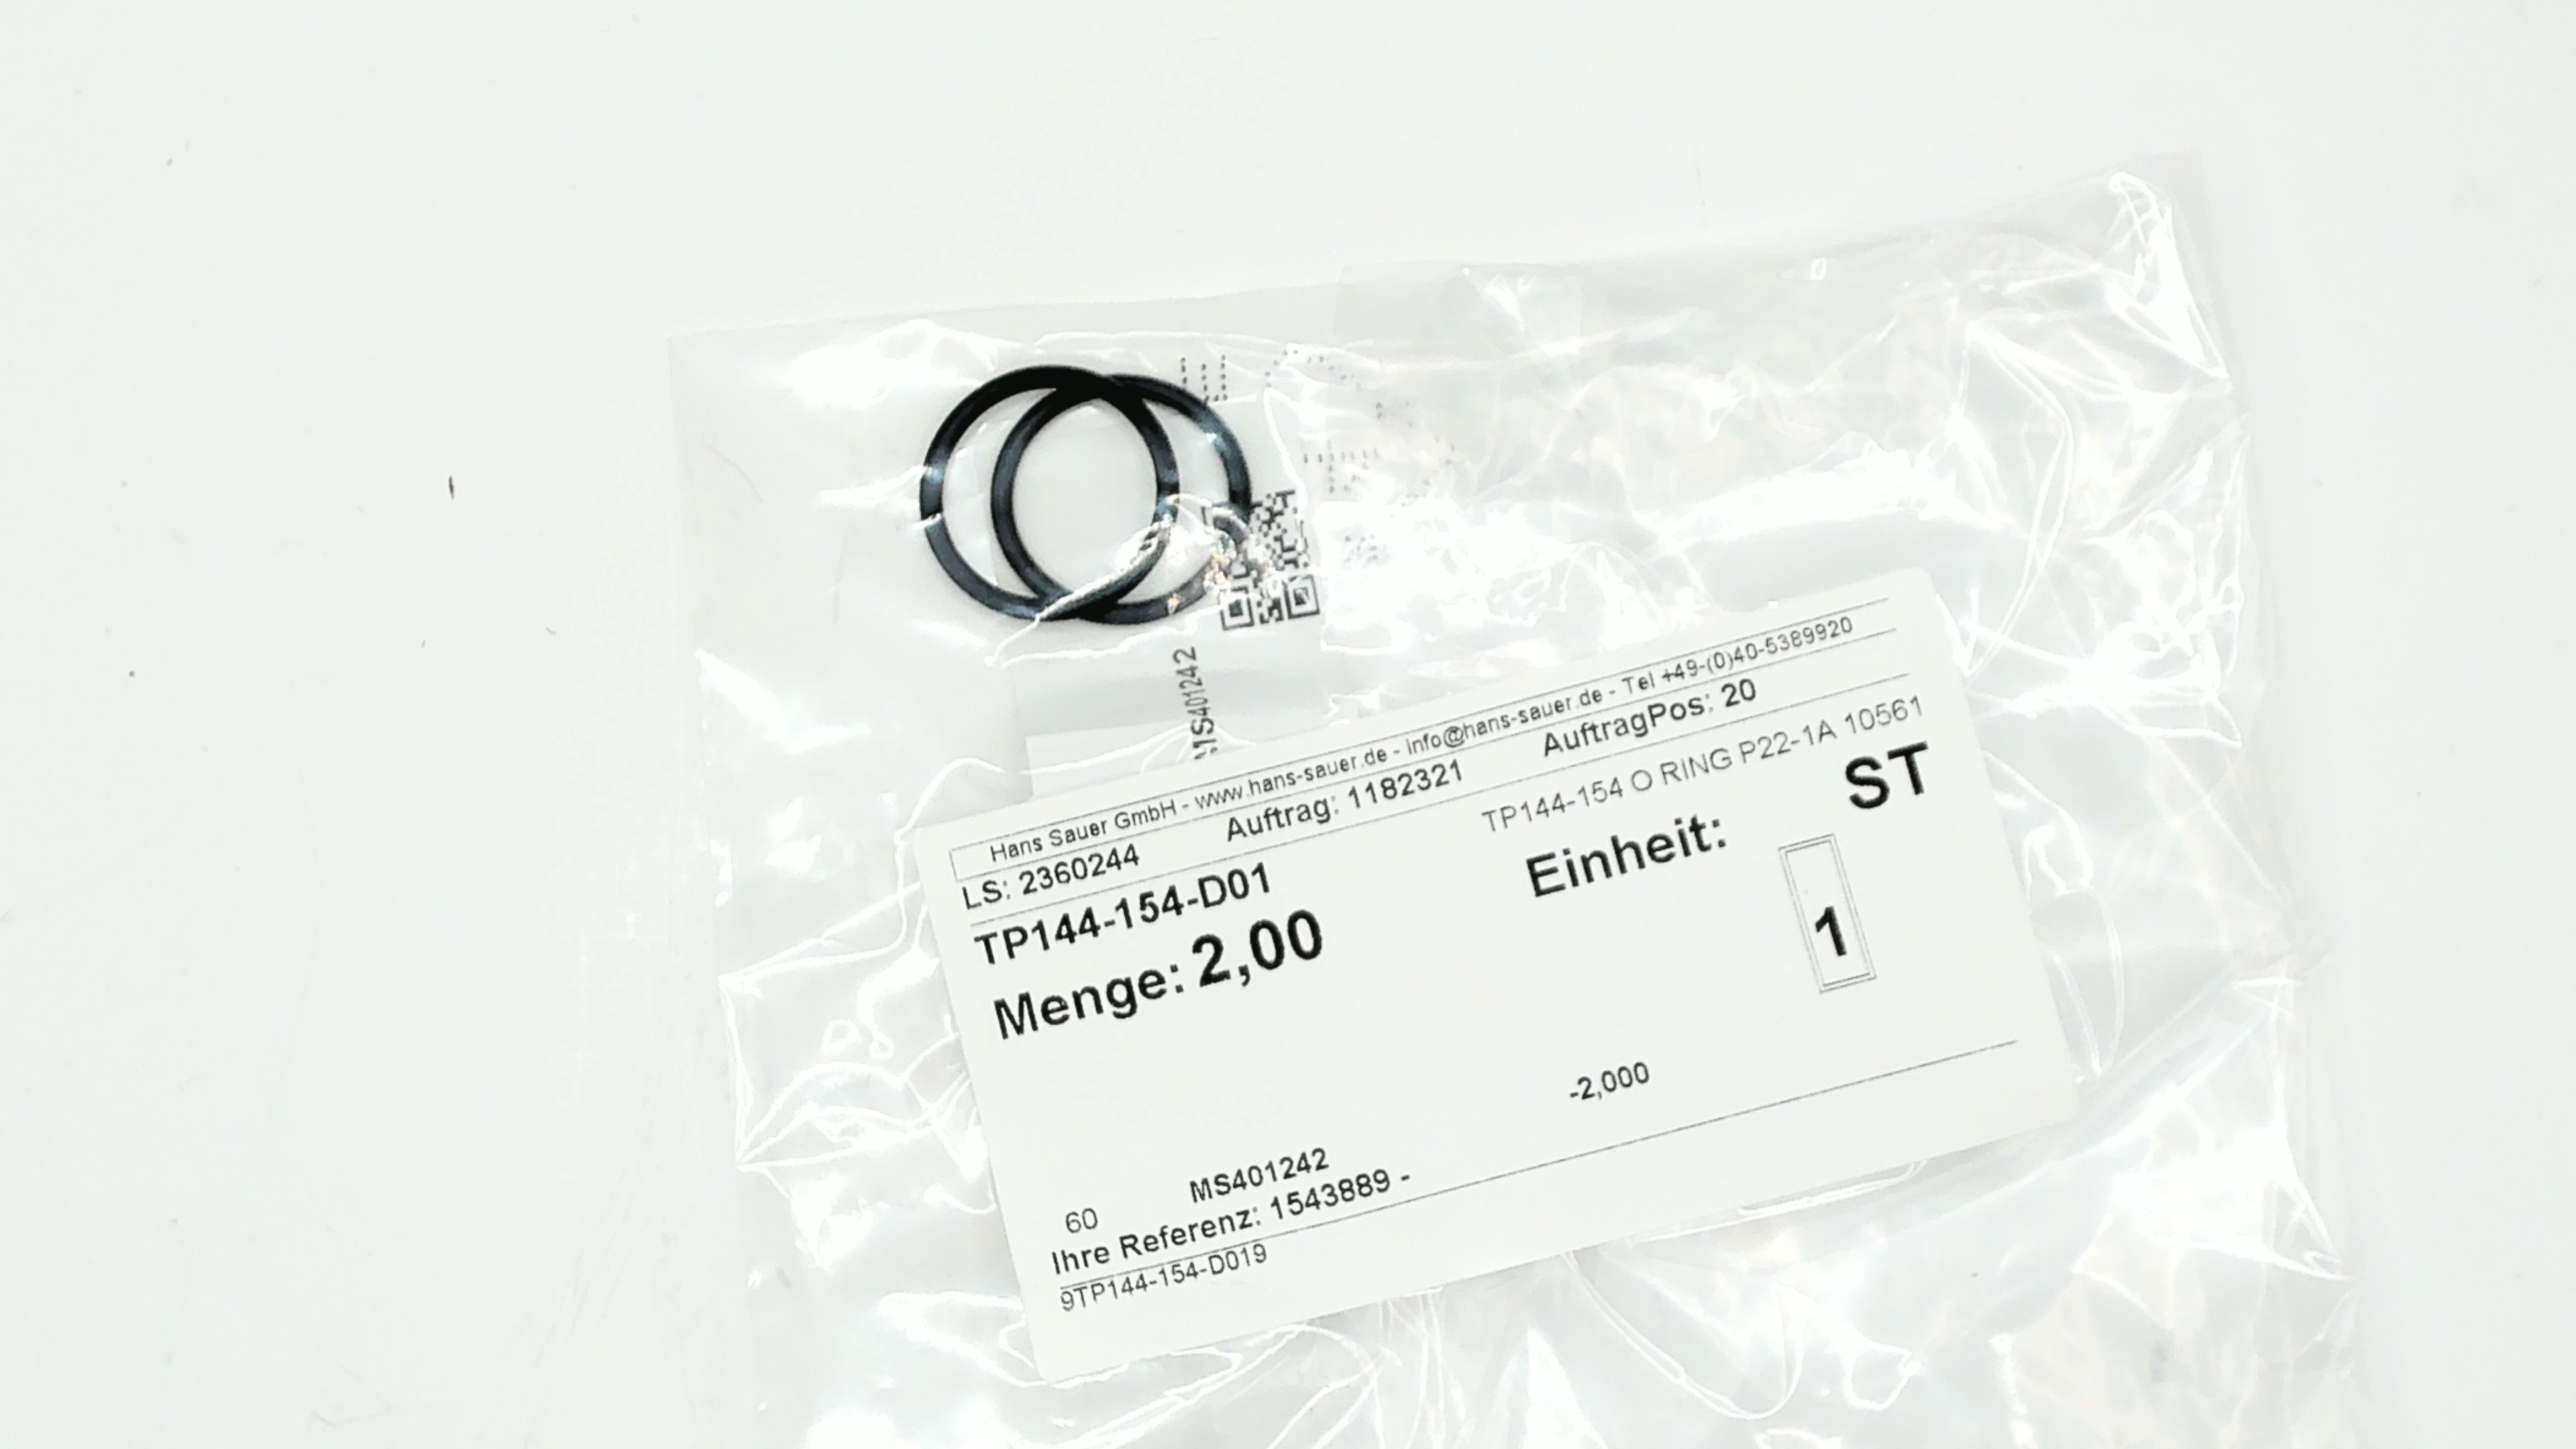 MS401242
Hans Sauer GmbH - www.hans-sauer.de - info@hans-sauer.de - Tel +49-(0)40-5389920
LS: 2360244 Auftrag: 1182321 AuftragPos: 20
TP144-154-D01 TP144-154 O RING P22-1A 10561
Menge: 2,00 Einheit: ST
1
-2,000
60 MS401242
Ihre Referenz: 1543889 -
9TP144-154-D019